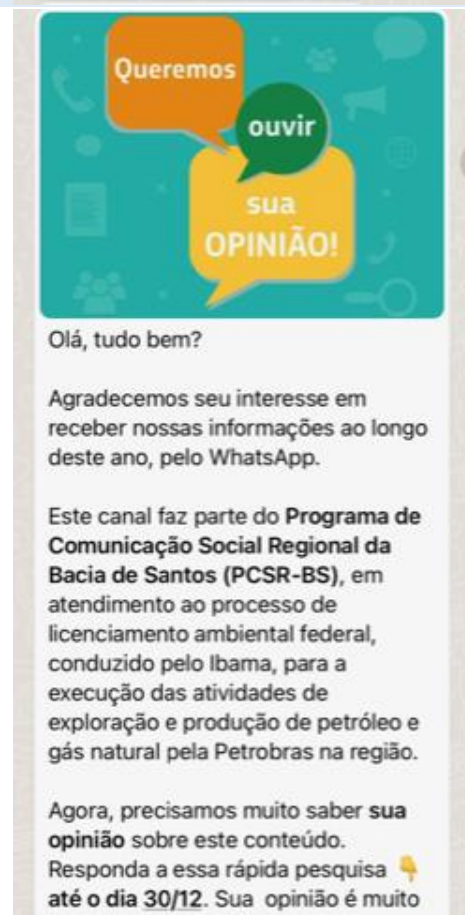 Queremos
ouvir
sua
OPINIÃO!
Olá, tudo bem?
Agradecemos seu interesse em
receber nossas informações ao longo
deste ano, pelo WhatsApp.
Este canal faz parte do Programa de
Comunicação Social Regional da
Bacia de Santos (PCSR-BS), em
atendimento ao processo de
licenciamento ambiental federal,
conduzido pelo Ibama, para a
execução das atividades de
exploração e produção de petróleo e
gás natural pela Petrobras na região.
Agora, precisamos muito saber sua
opinião sobre este conteúdo.
Responda a essa rápida pesquisa 👇
até o dia 30/12. Sua opinião é muito